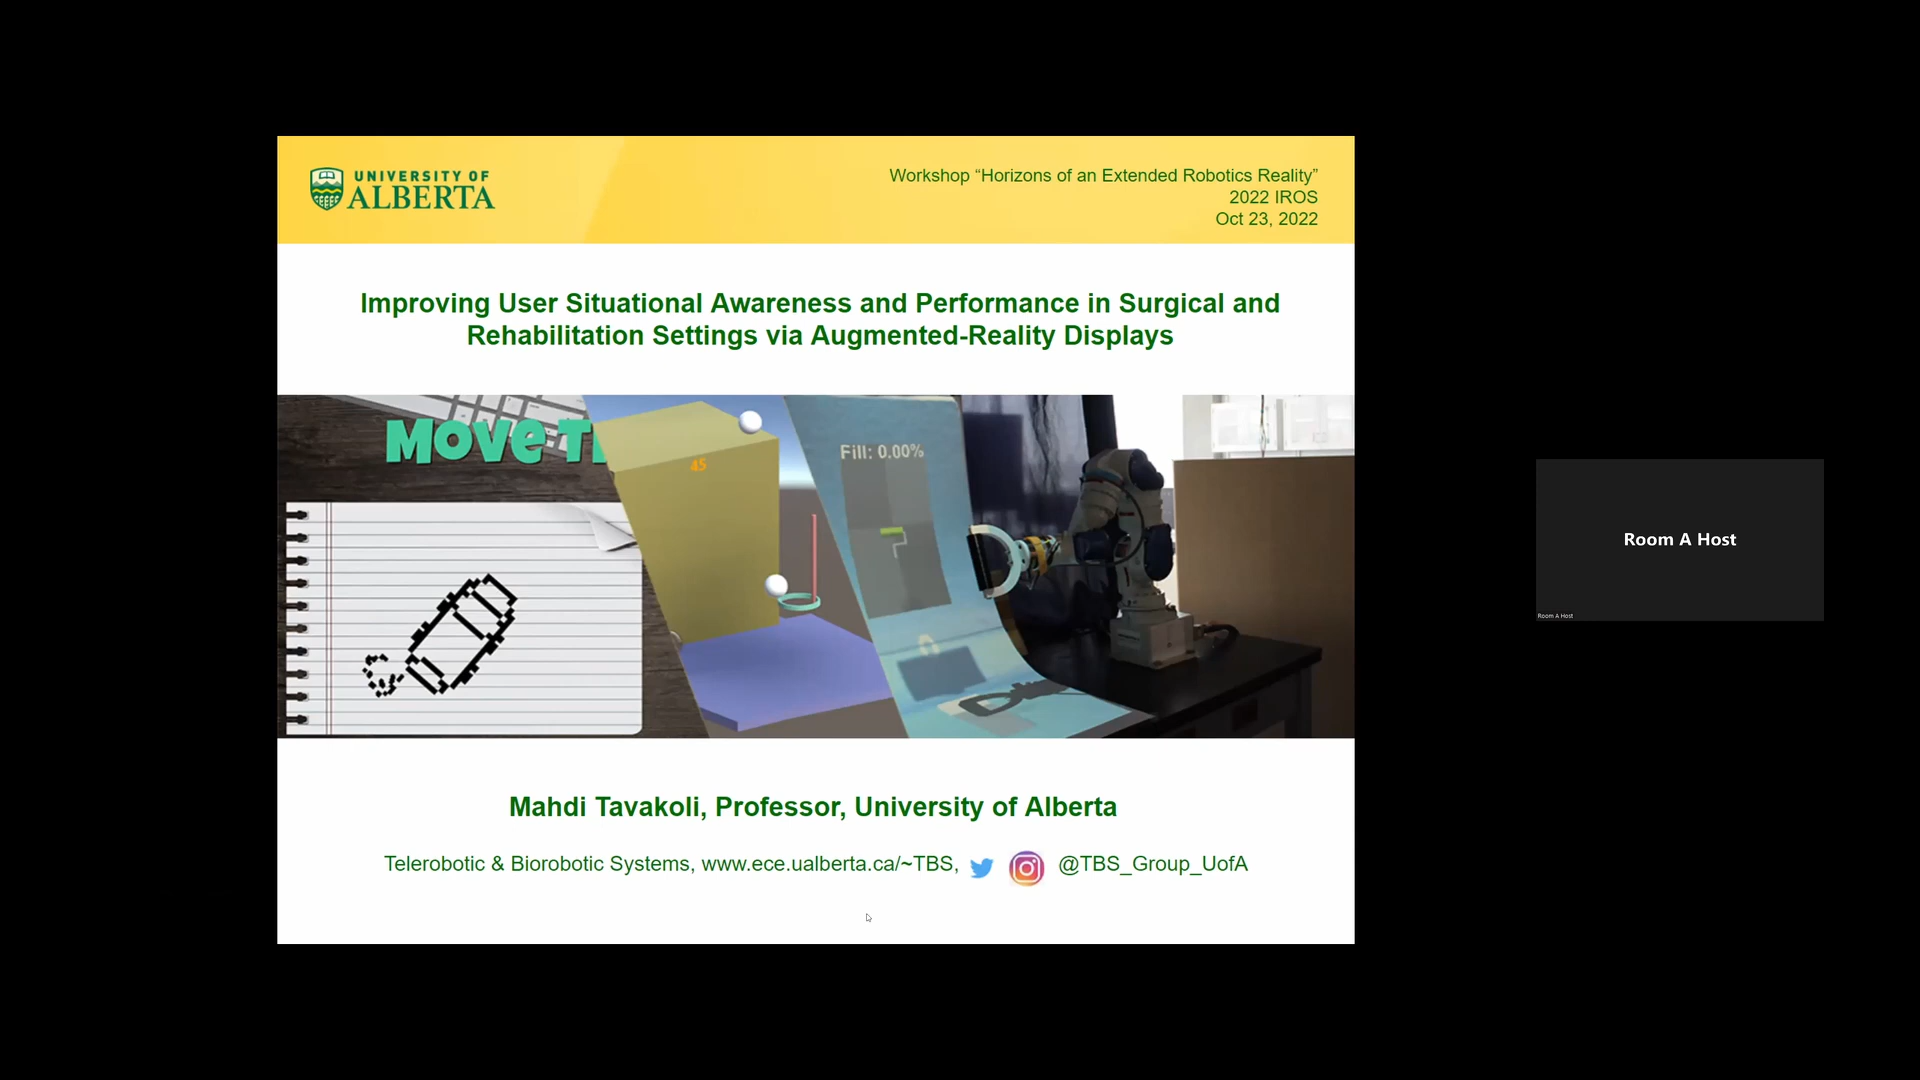 UNIVERSITY OF
ALBERTA
Workshop “Horizons of an Extended Robotics Reality”
2022 IROS
Oct 23, 2022
Improving User Situational Awareness and Performance in Surgical and
Rehabilitation Settings via Augmented-Reality Displays
MOVE T
45
Fill: 0.00%
Mahdi Tavakoli, Professor, University of Alberta
Telerobotic & Biorobotic Systems, www.ece.ualberta.ca/~TBS, @TBS_Group_UofA
Room A Host
Room A Host